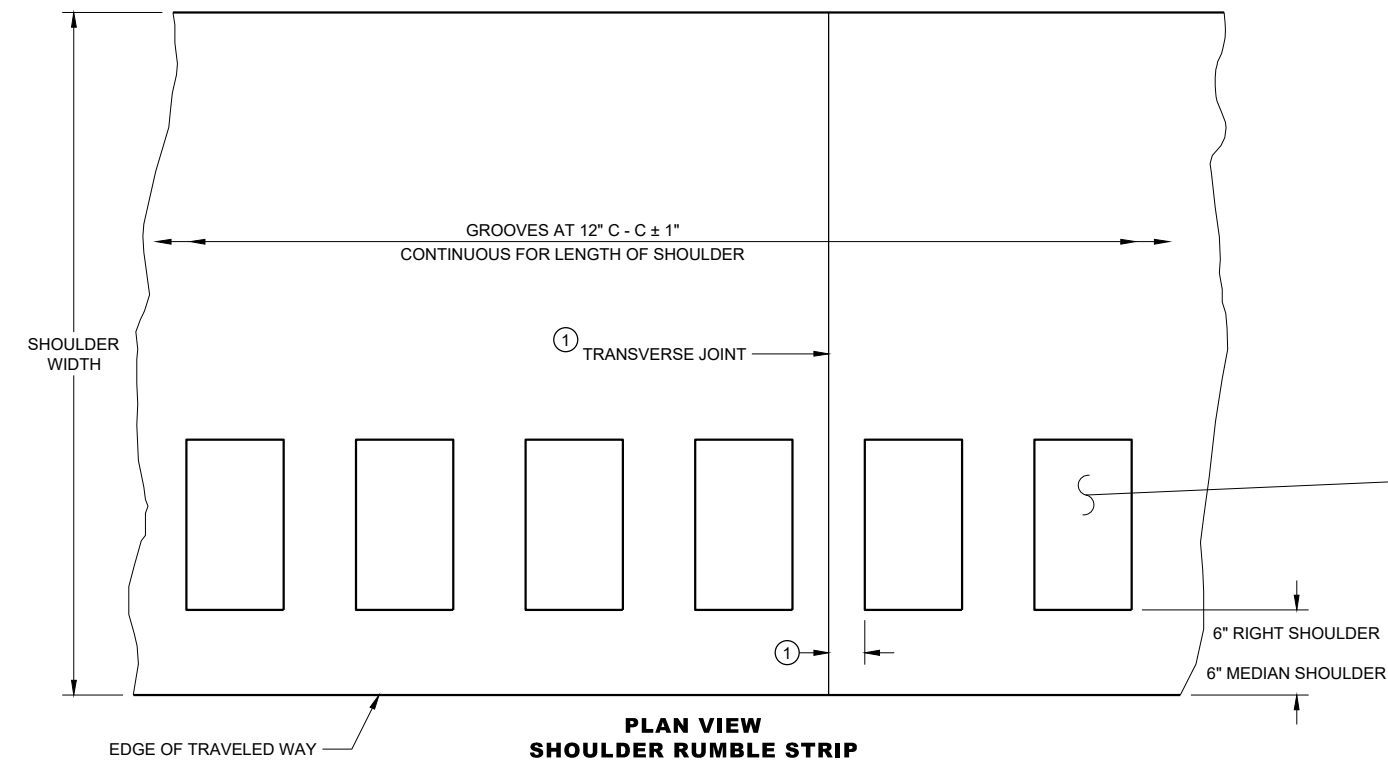 GROOVES AT 12" C - C ± 1"
CONTINUOUS FOR LENGTH OF SHOULDER
SHOULDER
WIDTH
1
TRANSVERSE JOINT
1
6" RIGHT SHOULDER
6" MEDIAN SHOULDER
EDGE OF TRAVELED WAY
PLAN VIEW
SHOULDER RUMBLE STRIP